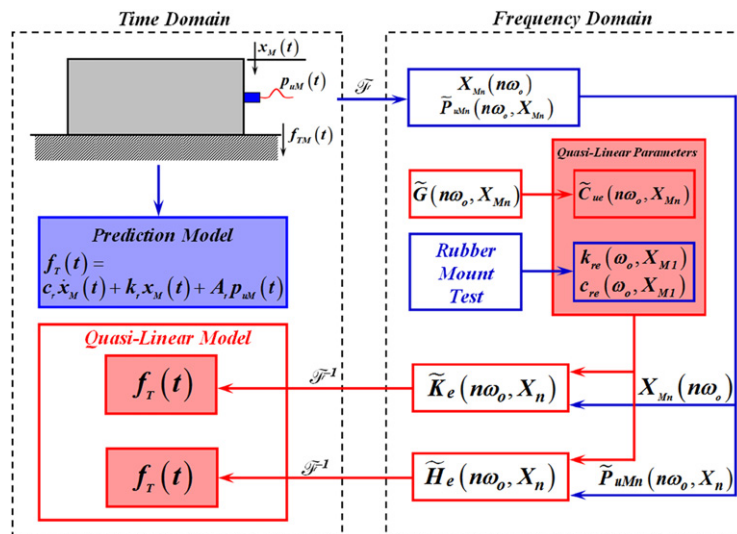 Time Domain
Frequency Domain
x_M(t)
p_uM(t)
f_TM(t)
ℱ
X_Mn(nω_o)
P̃_uMn(nω_o, X_Mn)
Quasi-Linear Parameters
G̃(nω_o, X_Mn)
C̃_ue(nω_o, X_Mn)
Prediction Model
f_T(t) =
c_r ẋ_M(t) + k_r x_M(t) + A_r p_uM(t)
Rubber
Mount
Test
k_re(ω_o, X_M1)
c_re(ω_o, X_M1)
Quasi-Linear Model
f_T(t)
ℱ⁻¹
K̃_e(nω_o, X_n)
X_Mn(nω_o)
f_T(t)
ℱ⁻¹
H̃_e(nω_o, X_n)
P̃_uMn(nω_o, X_n)